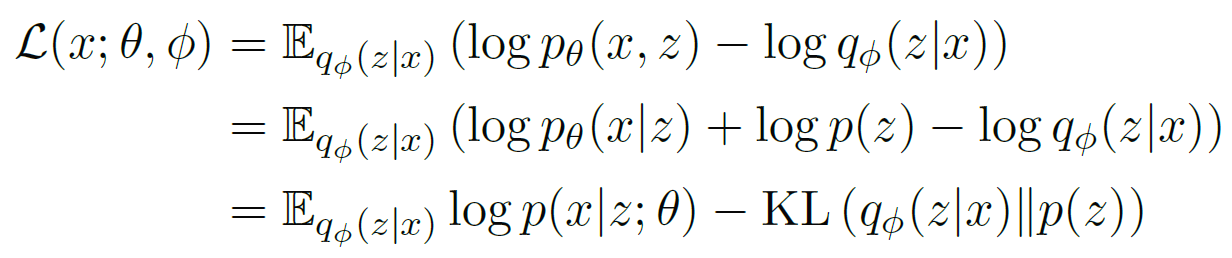 ℒ(x; θ, ϕ) = 𝔼_{q_ϕ(z|x)} (log p_θ(x, z) − log q_ϕ(z|x))
= 𝔼_{q_ϕ(z|x)} (log p_θ(x|z) + log p(z) − log q_ϕ(z|x))
= 𝔼_{q_ϕ(z|x)} log p(x|z; θ) − KL (q_ϕ(z|x)‖p(z))